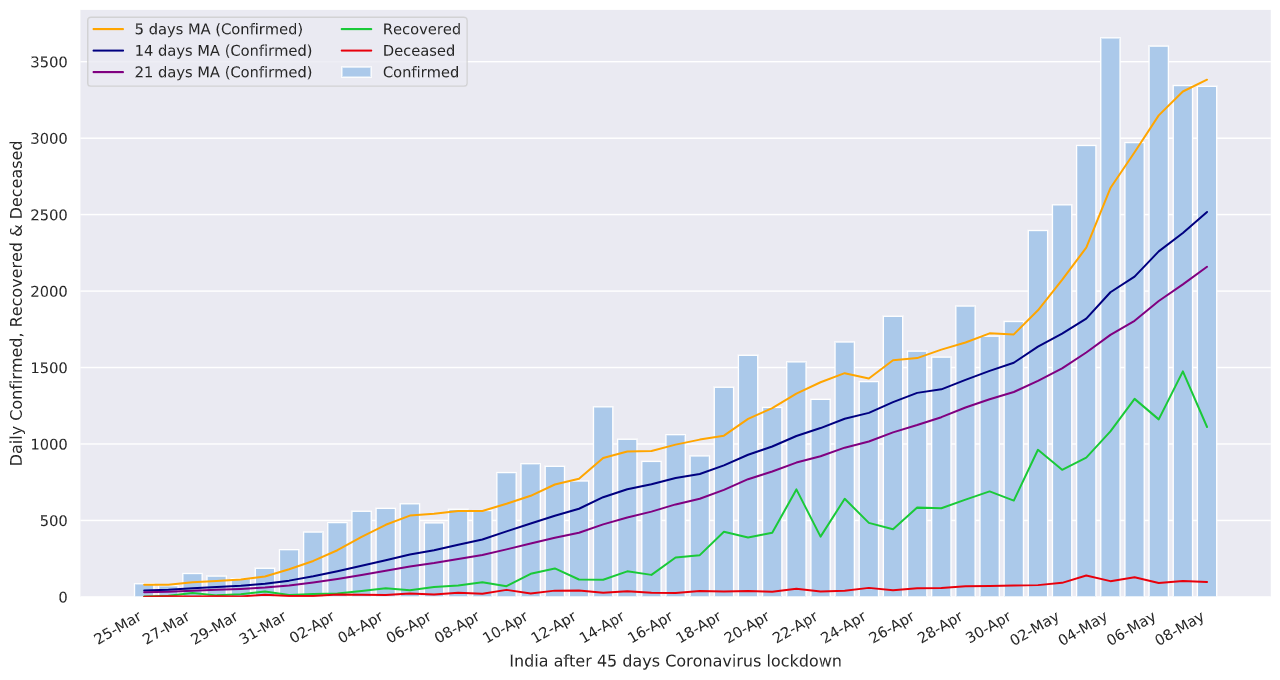 5 days MA (Confirmed)
14 days MA (Confirmed)
21 days MA (Confirmed)
Recovered
Deceased
Confirmed
Daily Confirmed, Recovered & Deceased
3500
3000
2500
2000
1500
1000
500
0
25-Mar
27-Mar
29-Mar
31-Mar
02-Apr
04-Apr
06-Apr
08-Apr
10-Apr
12-Apr
14-Apr
16-Apr
18-Apr
20-Apr
22-Apr
24-Apr
26-Apr
28-Apr
30-Apr
02-May
04-May
06-May
08-May
India after 45 days Coronavirus lockdown